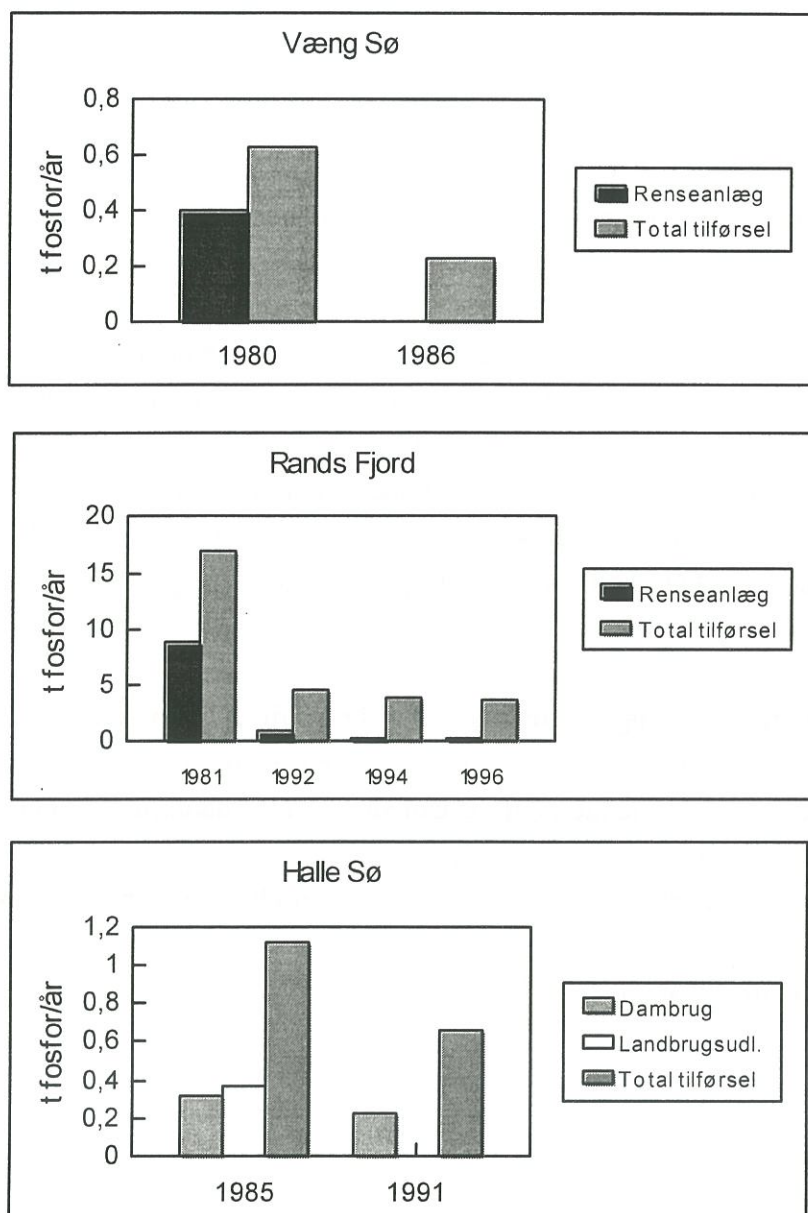 Væng Sø
t fosfor/år
0,8
0,6
0,4
0,2
0
1980 1986
Renseanlæg
Total tilførsel
Rands Fjord
t fosfor/år
20
15
10
5
0
1981 1992 1994 1996
Renseanlæg
Total tilførsel
Halle Sø
t fosfor/år
1,2
1
0,8
0,6
0,4
0,2
0
1985 1991
Dambrug
Landbrugsudl.
Total tilførsel